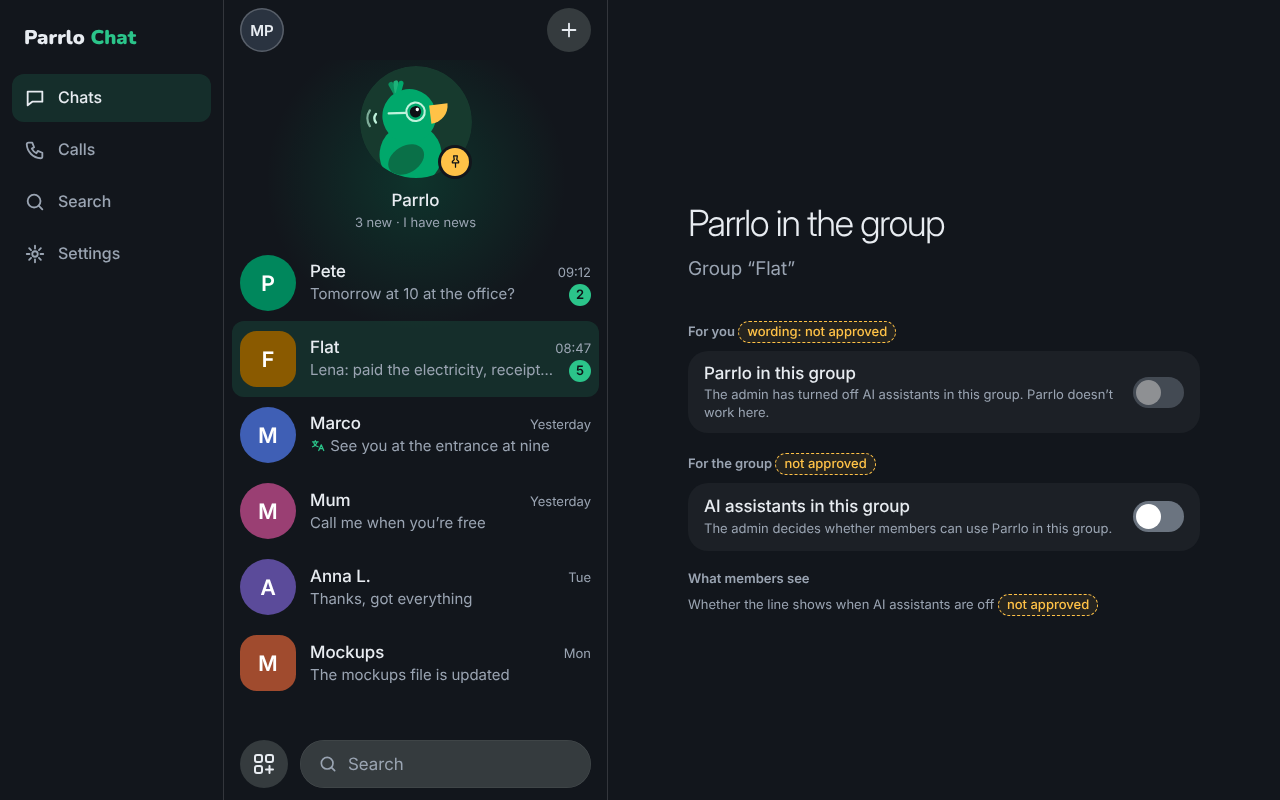 Parrlo Chat
Chats
Calls
Search
Settings
MP
Parrlo
3 new · I have news
P
Pete
09:12
Tomorrow at 10 at the office?
2
F
Flat
08:47
Lena: paid the electricity, receipt…
5
M
Marco
Yesterday
See you at the entrance at nine
M
Mum
Yesterday
Call me when you’re free
A
Anna L.
Tue
Thanks, got everything
M
Mockups
Mon
The mockups file is updated
Search
Parrlo in the group
Group “Flat”
For you wording: not approved
Parrlo in this group
The admin has turned off AI assistants in this group. Parrlo doesn’t
work here.
For the group not approved
AI assistants in this group
The admin decides whether members can use Parrlo in this group.
What members see
Whether the line shows when AI assistants are off not approved